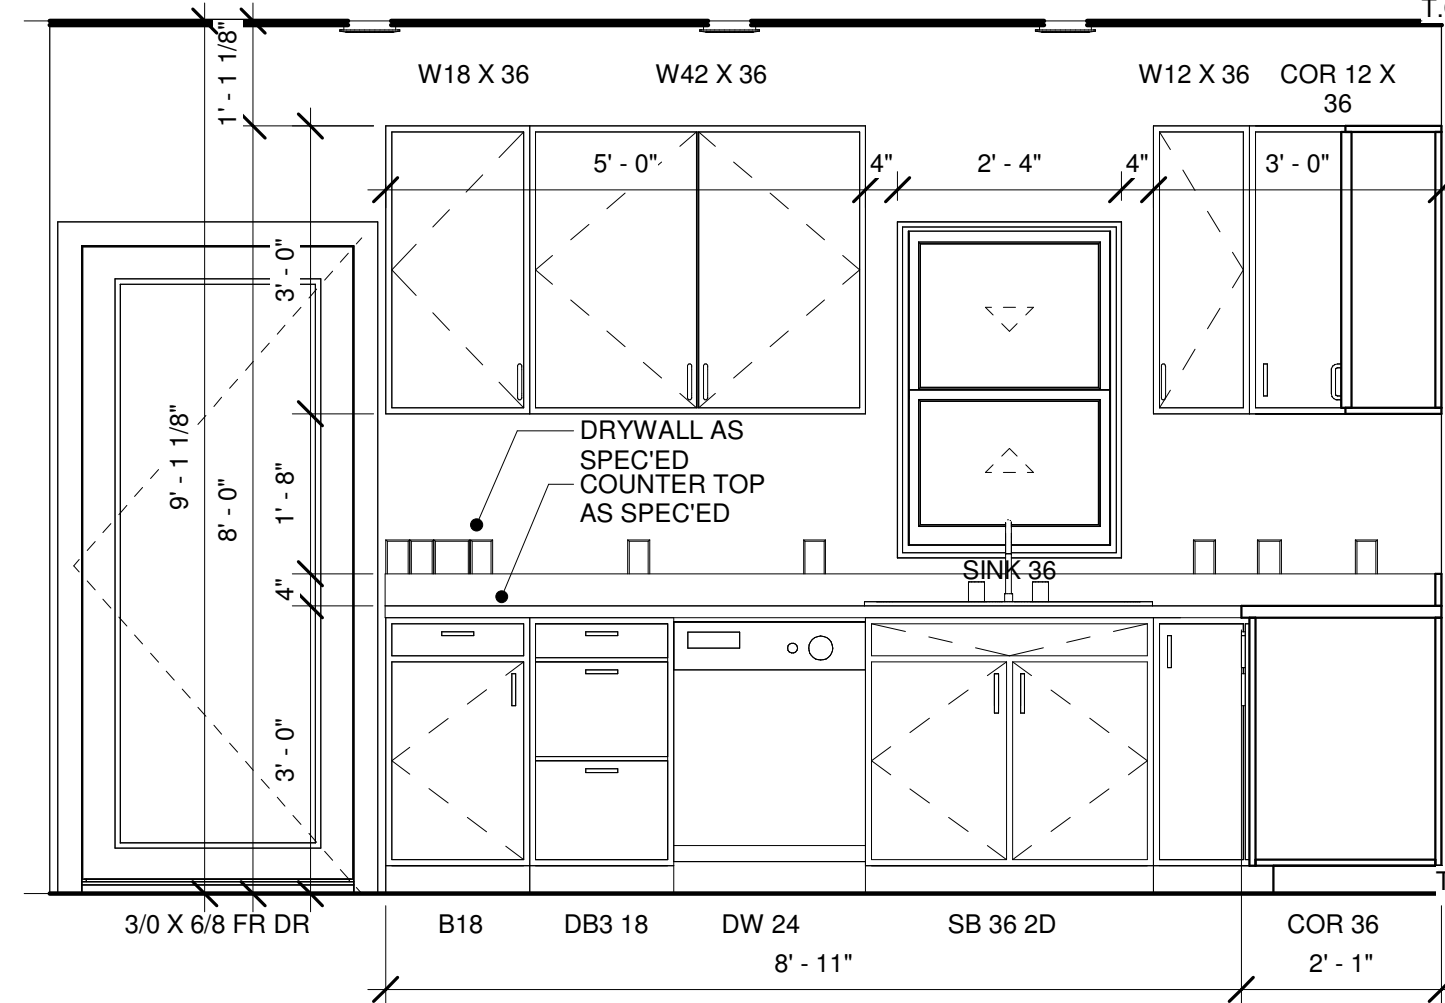 T.
1' - 1 1/8"
W18 X 36
W42 X 36
W12 X 36
COR 12 X
36
5' - 0"
4"
2' - 4"
4"
3' - 0"
3' - 0"
9' - 1 1/8"
8' - 0"
1' - 8"
4"
3' - 0"
DRYWALL AS
SPEC'ED
COUNTER TOP
AS SPEC'ED
SINK 36
3/0 X 6/8 FR DR
B18
DB3 18
DW 24
SB 36 2D
COR 36
8' - 11"
2' - 1"